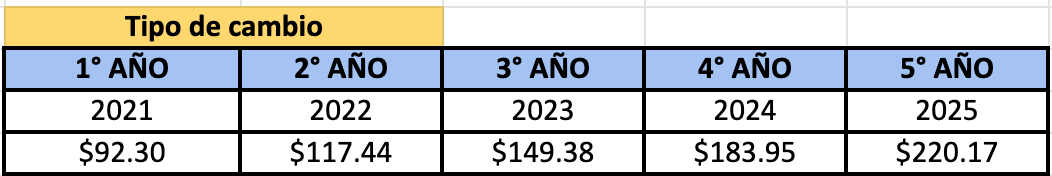 Tipo de cambio
1° AÑO 2° AÑO 3° AÑO 4° AÑO 5° AÑO
2021 2022 2023 2024 2025
$92.30 $117.44 $149.38 $183.95 $220.17